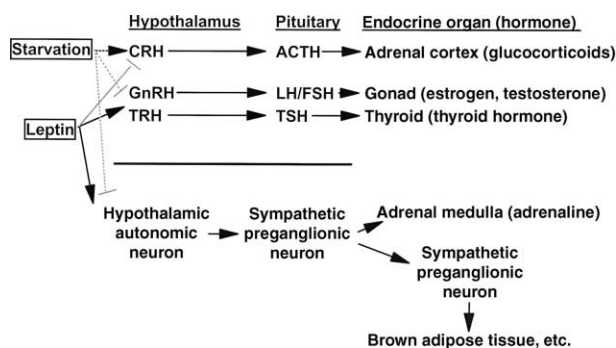 Hypothalamus Pituitary Endocrine organ (hormone)
Starvation CRH ACTH Adrenal cortex (glucocorticoids)
GnRH LH/FSH Gonad (estrogen, testosterone)
Leptin TRH TSH Thyroid (thyroid hormone)
Hypothalamic
autonomic
neuron
Sympathetic
preganglionic
neuron
Adrenal medulla (adrenaline)
Sympathetic
preganglionic
neuron
Brown adipose tissue, etc.